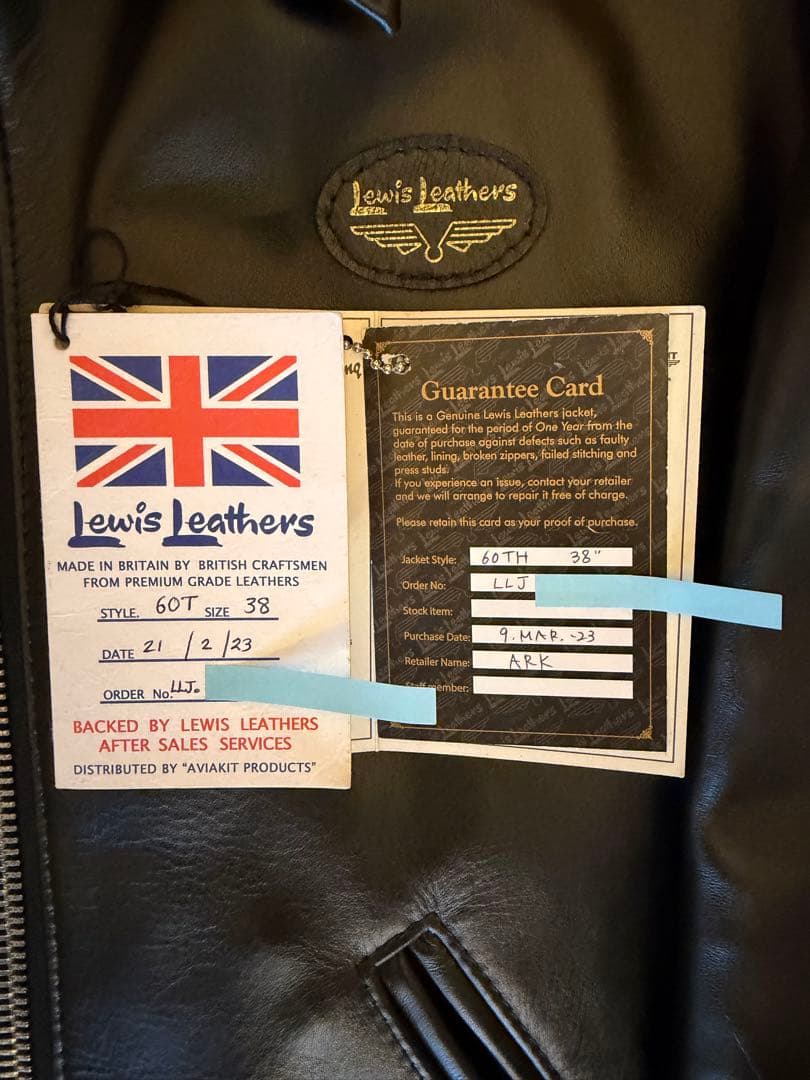 Lewis Leathers
Lewis Leathers
MADE IN BRITAIN BY BRITISH CRAFTSMEN
FROM PREMIUM GRADE LEATHERS
STYLE. 60T SIZE 38
DATE 21 / 2 / 23
ORDER No. LLJ.
BACKED BY LEWIS LEATHERS
AFTER SALES SERVICES
DISTRIBUTED BY "AVIAKIT PRODUCTS"
Guarantee Card
This is a Genuine Lewis Leathers jacket,
guaranteed for the period of One Year from the
date of purchase against defects such as faulty
leather, lining, broken zippers, failed stitching and
press studs.
If you experience an issue, contact your retailer
and we will arrange to repair it free of charge.
Please retain this card as your proof of purchase.
Jacket Style: 60TH 38"
Order No: LLJ
Stock item:
Purchase Date: 9. MAR. -23
Retailer Name: ARK
Staff member: